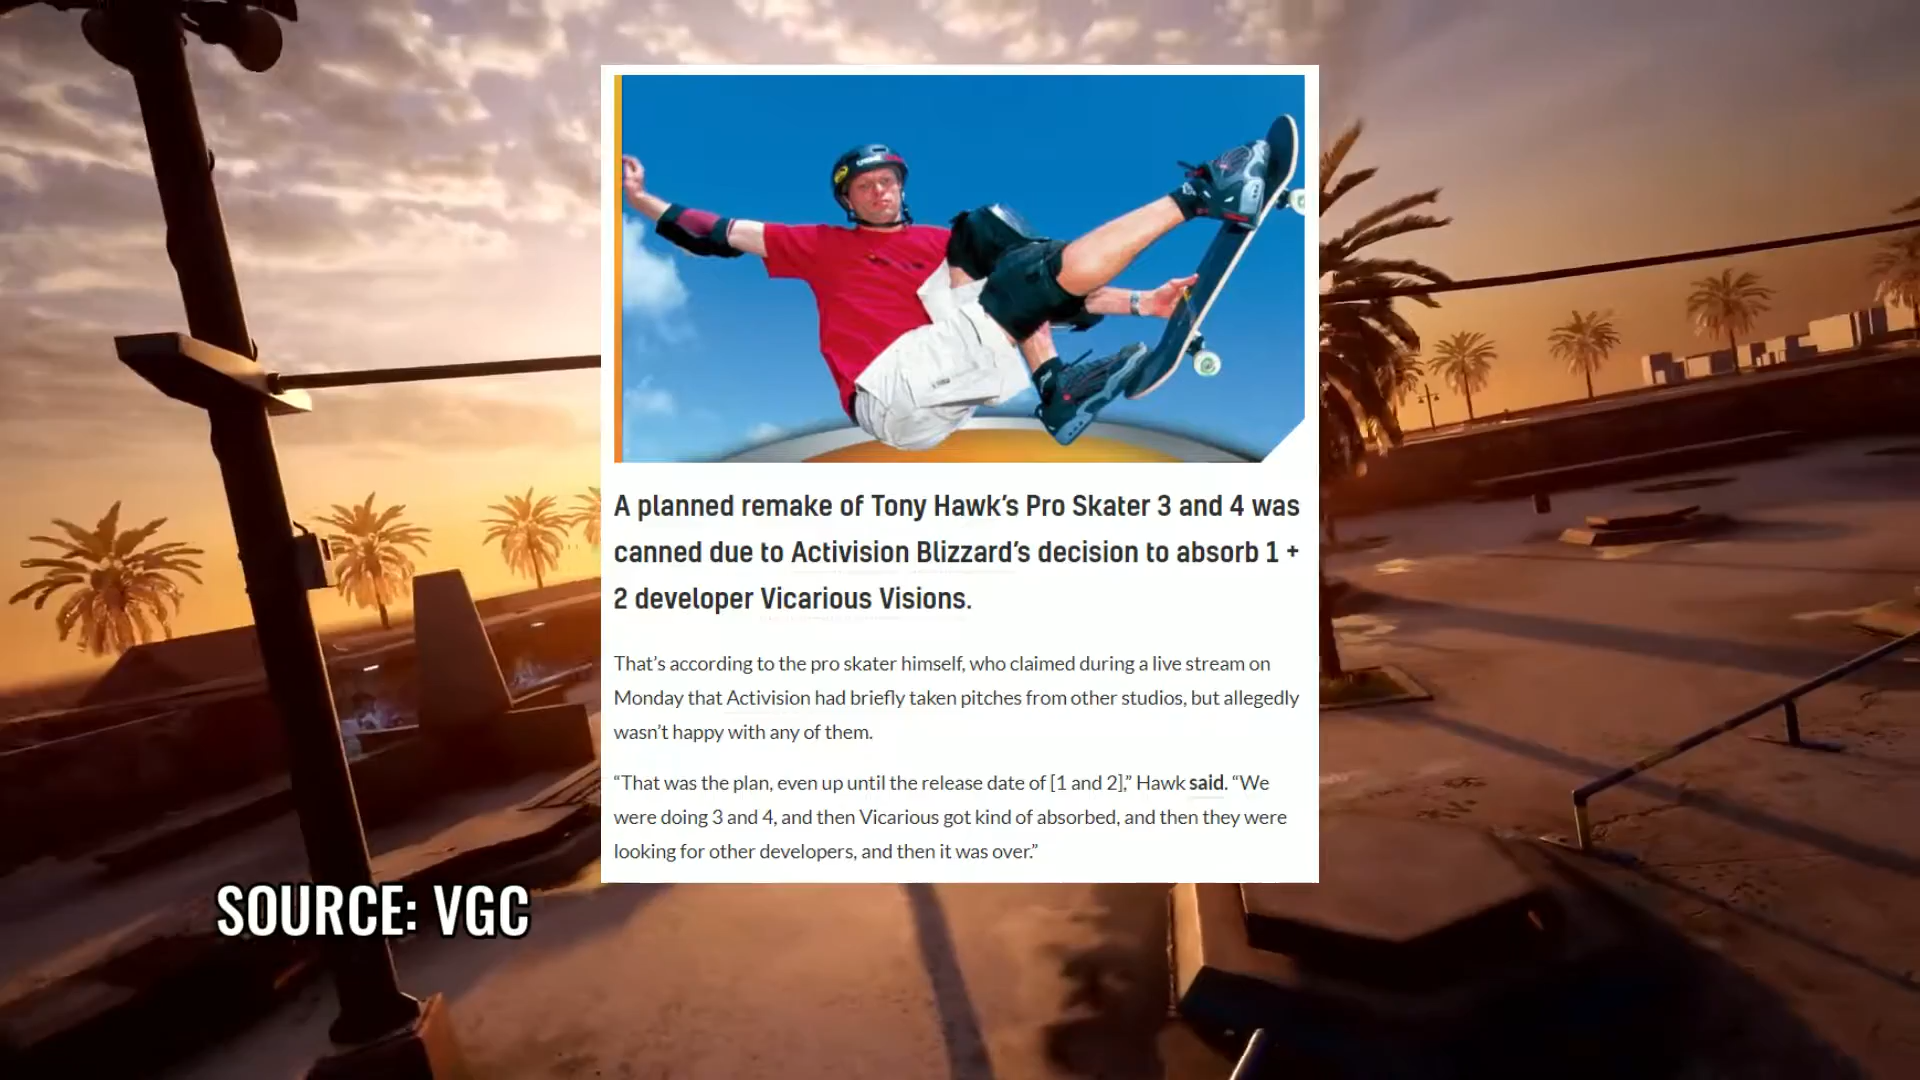 A planned remake of Tony Hawk’s Pro Skater 3 and 4 was
canned due to Activision Blizzard’s decision to absorb 1 +
2 developer Vicarious Visions.
That’s according to the pro skater himself, who claimed during a live stream on
Monday that Activision had briefly taken pitches from other studios, but allegedly
wasn’t happy with any of them.
“That was the plan, even up until the release date of [1 and 2],” Hawk said. “We
were doing 3 and 4, and then Vicarious got kind of absorbed, and then they were
looking for other developers, and then it was over.”
SOURCE: VGC